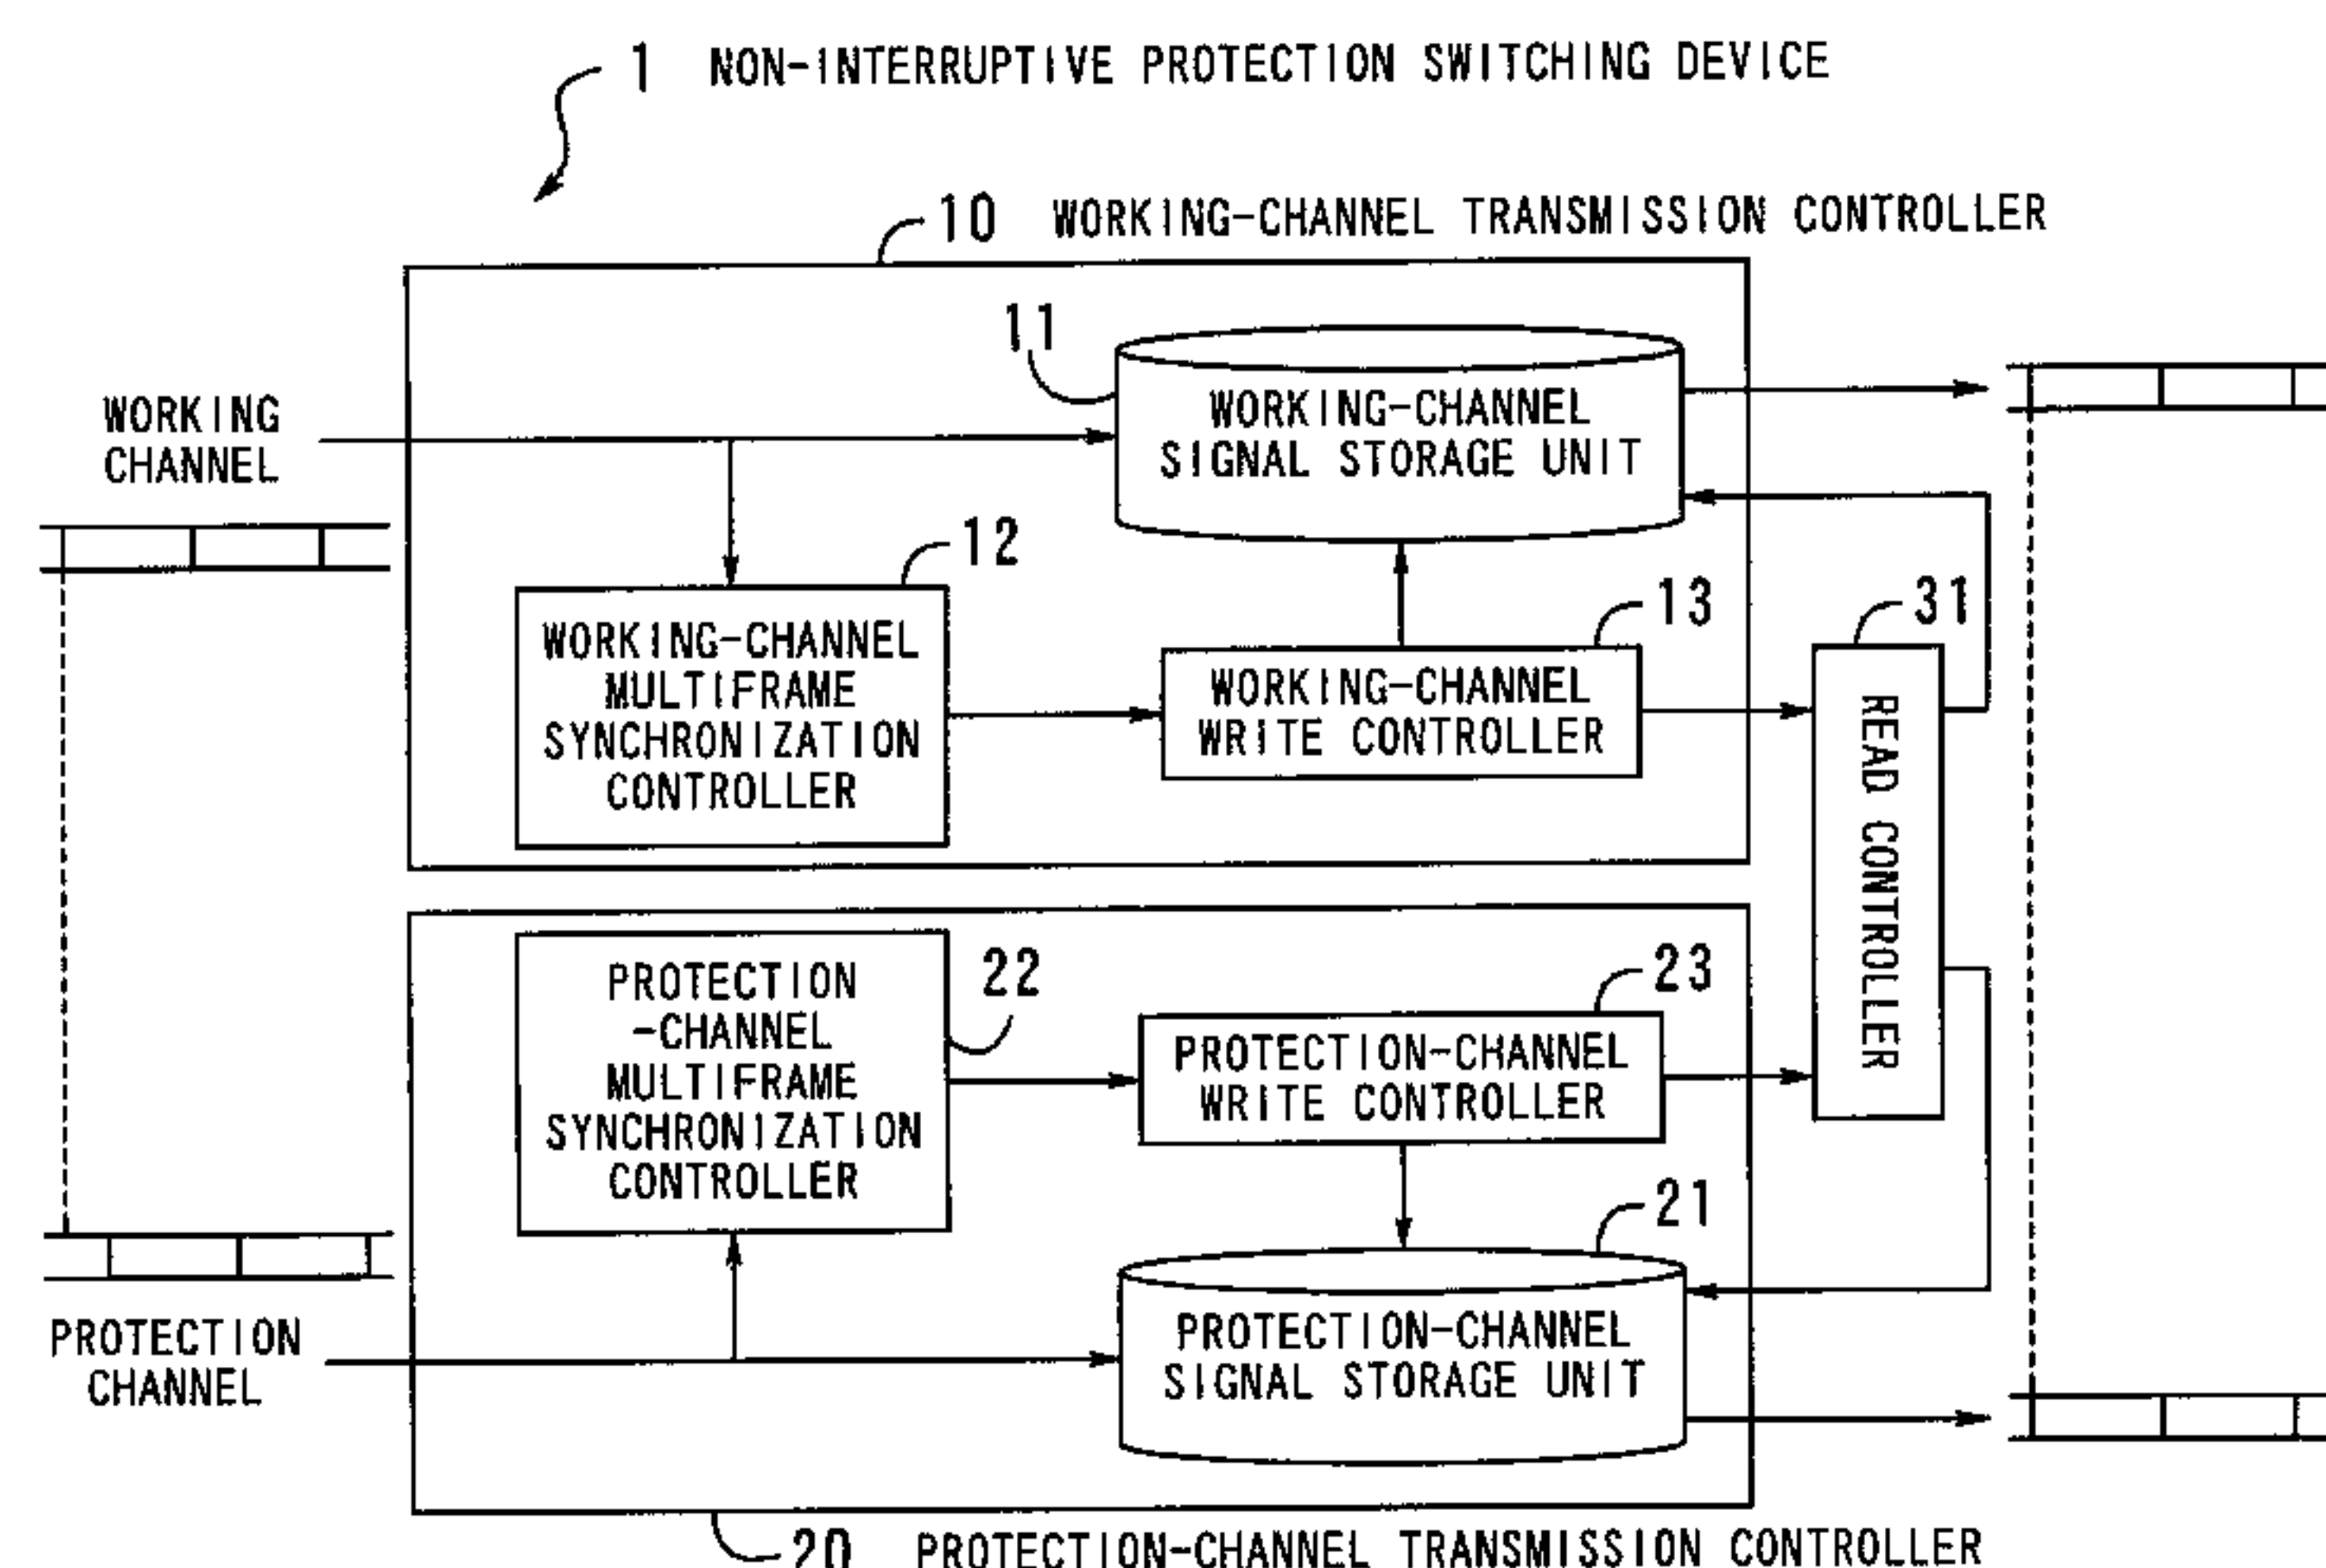 1 NON-INTERRUPTIVE PROTECTION SWITCHING DEVICE
10 WORKING-CHANNEL TRANSMISSION CONTROLLER
11
WORKING-CHANNEL
SIGNAL STORAGE UNIT
WORKING
CHANNEL
12
WORKING-CHANNEL
MULTIFRAME
SYNCHRONIZATION
CONTROLLER
13
WORKING-CHANNEL
WRITE CONTROLLER
31
READ CONTROLLER
PROTECTION
-CHANNEL
MULTIFRAME
SYNCHRONIZATION
CONTROLLER
22
23
PROTECTION-CHANNEL
WRITE CONTROLLER
21
PROTECTION-CHANNEL
SIGNAL STORAGE UNIT
PROTECTION
CHANNEL
20 PROTECTION-CHANNEL TRANSMISSION CONTROLLER